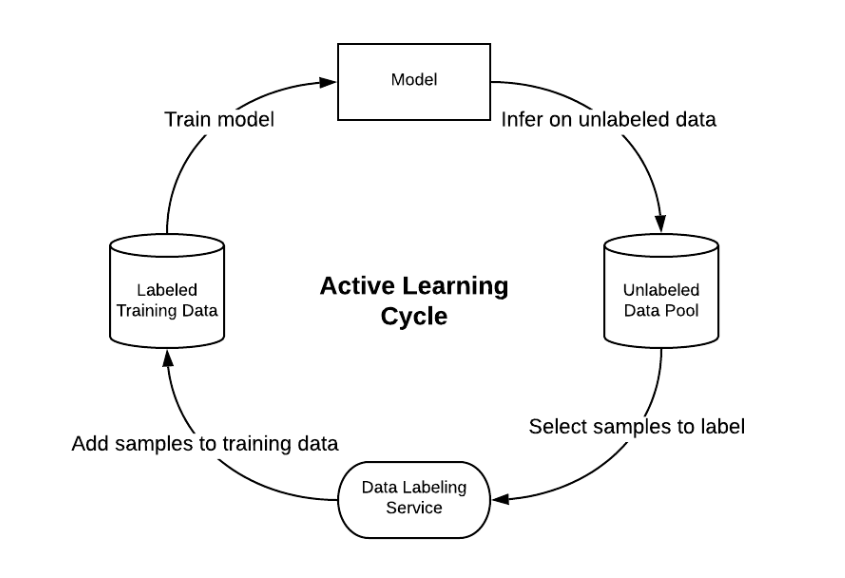 Model
Train model
Infer on unlabeled data
Labeled
Training Data
Active Learning
Cycle
Unlabeled
Data Pool
Select samples to label
Add samples to training data
Data Labeling
Service